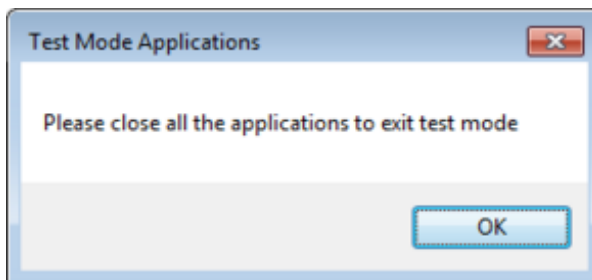 Test Mode Applications
Please close all the applications to exit test mode
OK